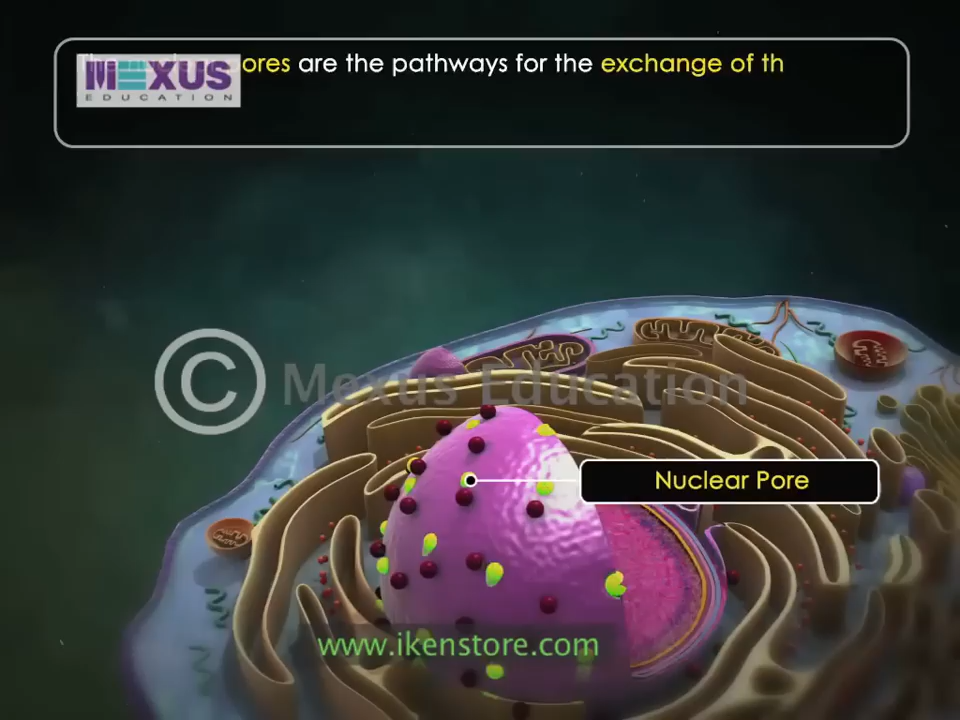 MEXUS
EDUCATION
ores are the pathways for the exchange of th
© Mexus Education
Nuclear Pore
www.ikenstore.com